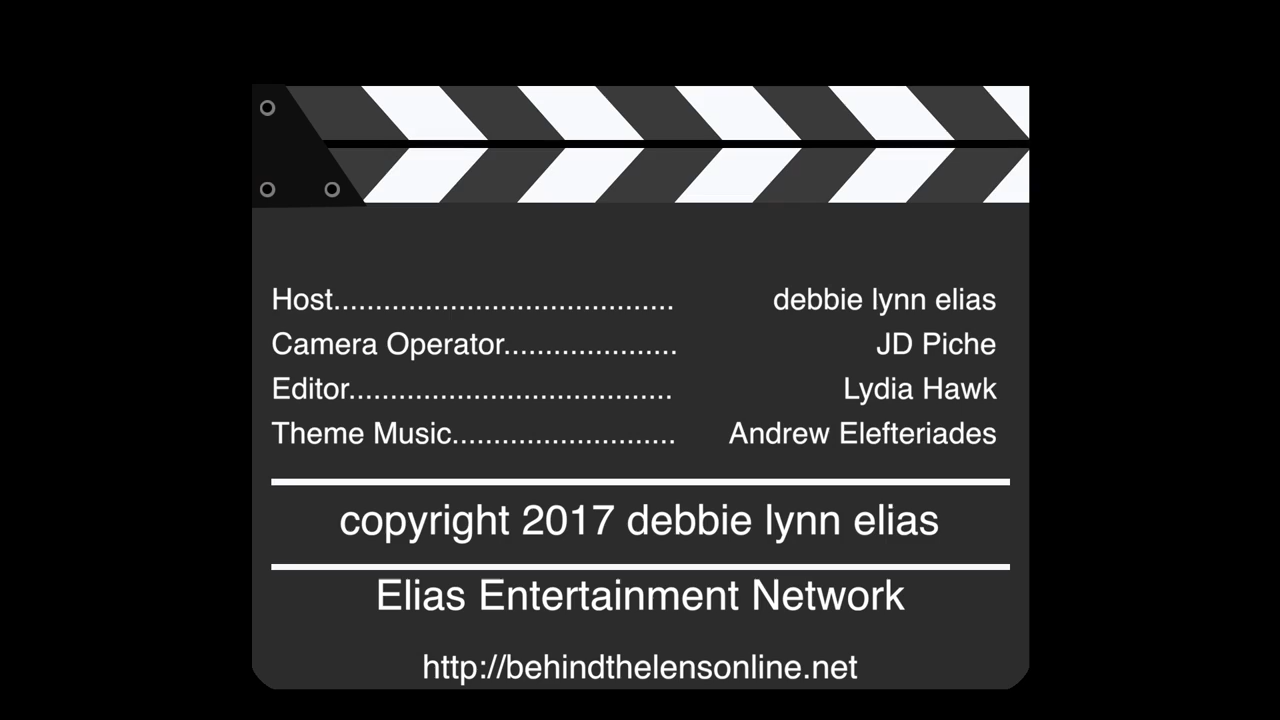 Host......................................... debbie lynn elias
Camera Operator..................... JD Piche
Editor....................................... Lydia Hawk
Theme Music........................... Andrew Elefteriades
copyright 2017 debbie lynn elias
Elias Entertainment Network
http://behindthelensonline.net